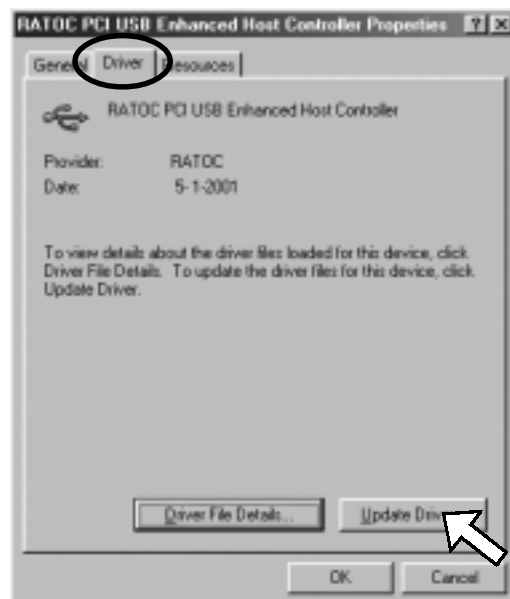 RATOC PCI USB Enhanced Host Controller Properties ? X
General Driver Resources
RATOC PCI USB Enhanced Host Controller
Provider: RATOC
Date: 5-1-2001
To view details about the driver files loaded for this device, click
Driver File Details. To update the driver files for this device, click
Update Driver.
Driver File Details... Update Driv
OK Cancel